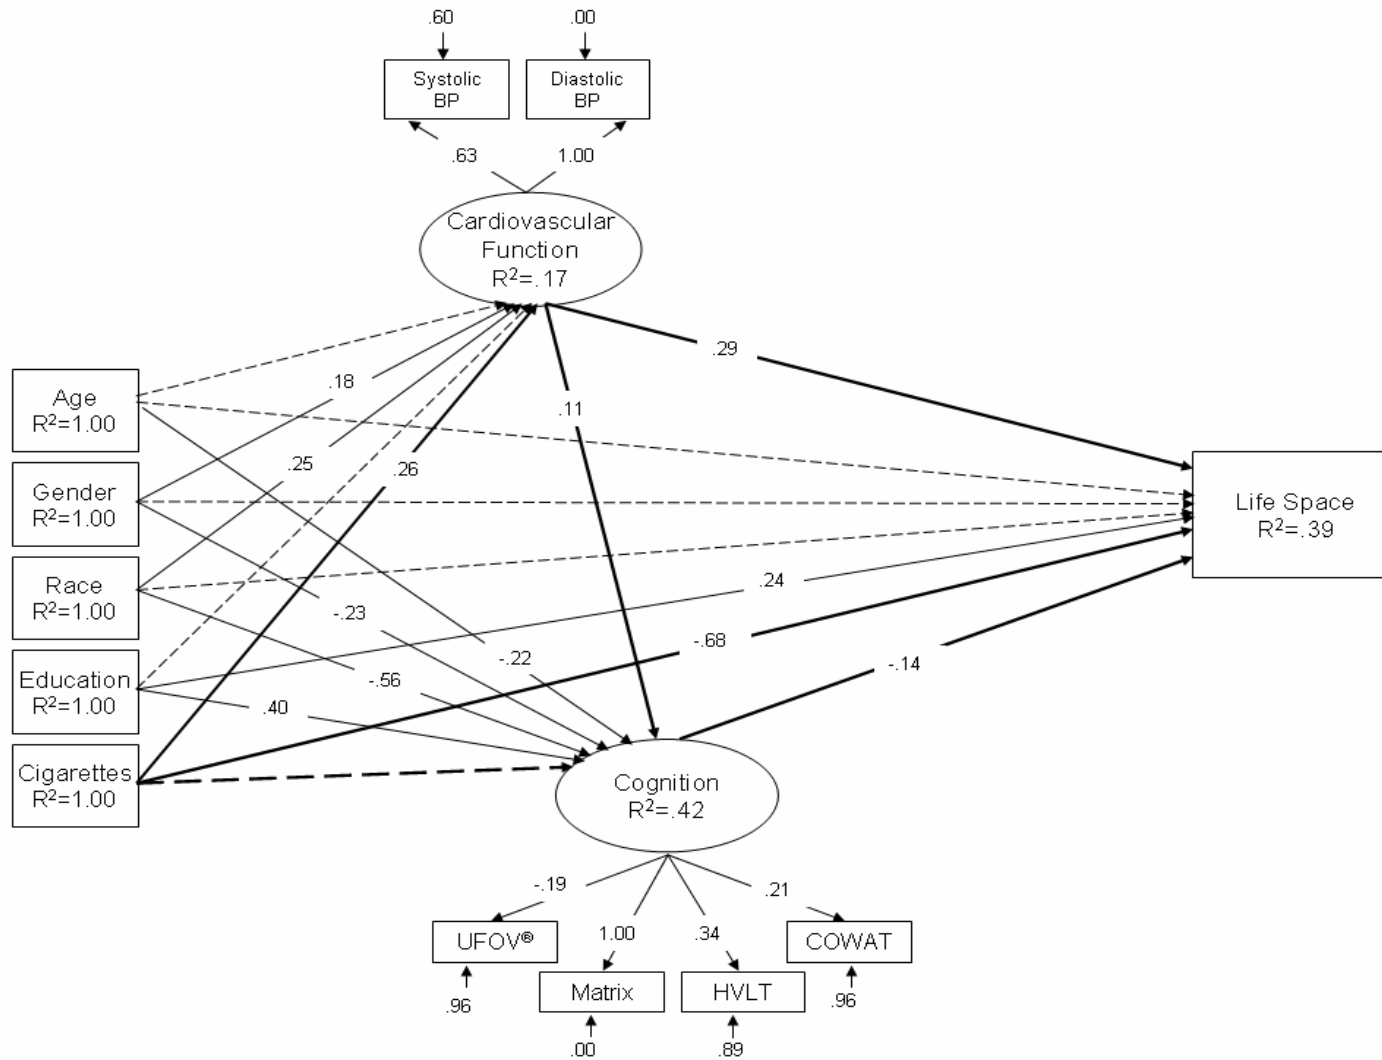 .60
.00
Systolic
BP
Diastolic
BP
.63
1.00
Cardiovascular
Function
R²=.17
.29
.18
Age
R²=1.00
.11
.25
.26
Gender
R²=1.00
Life Space
R²=.39
Race
R²=1.00
.24
-.23
-.68
-.22
-.14
Education
R²=1.00
-.56
.40
Cigarettes
R²=1.00
Cognition
R²=.42
-.19
.21
1.00
.34
UFOV®
COWAT
Matrix
HVLT
.96
.96
.00
.89